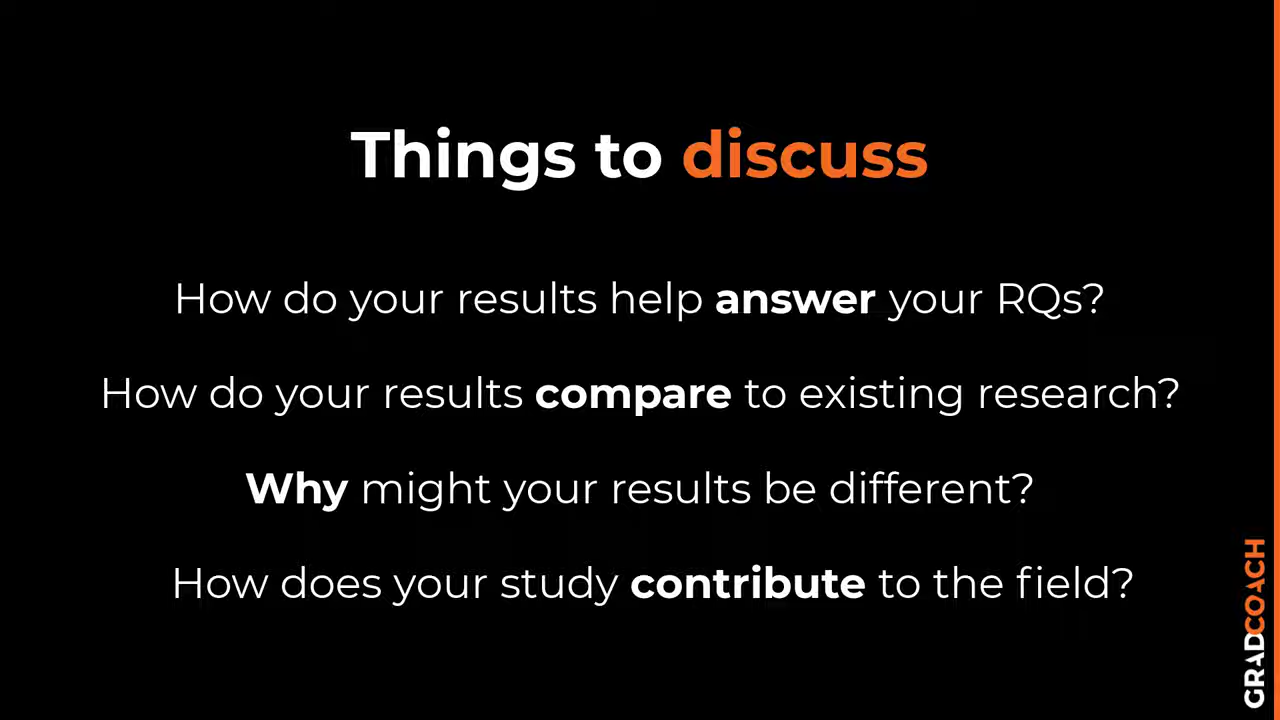 Things to discuss
How do your results help answer your RQs?
How do your results compare to existing research?
Why might your results be different?
How does your study contribute to the field?
GRADCOACH